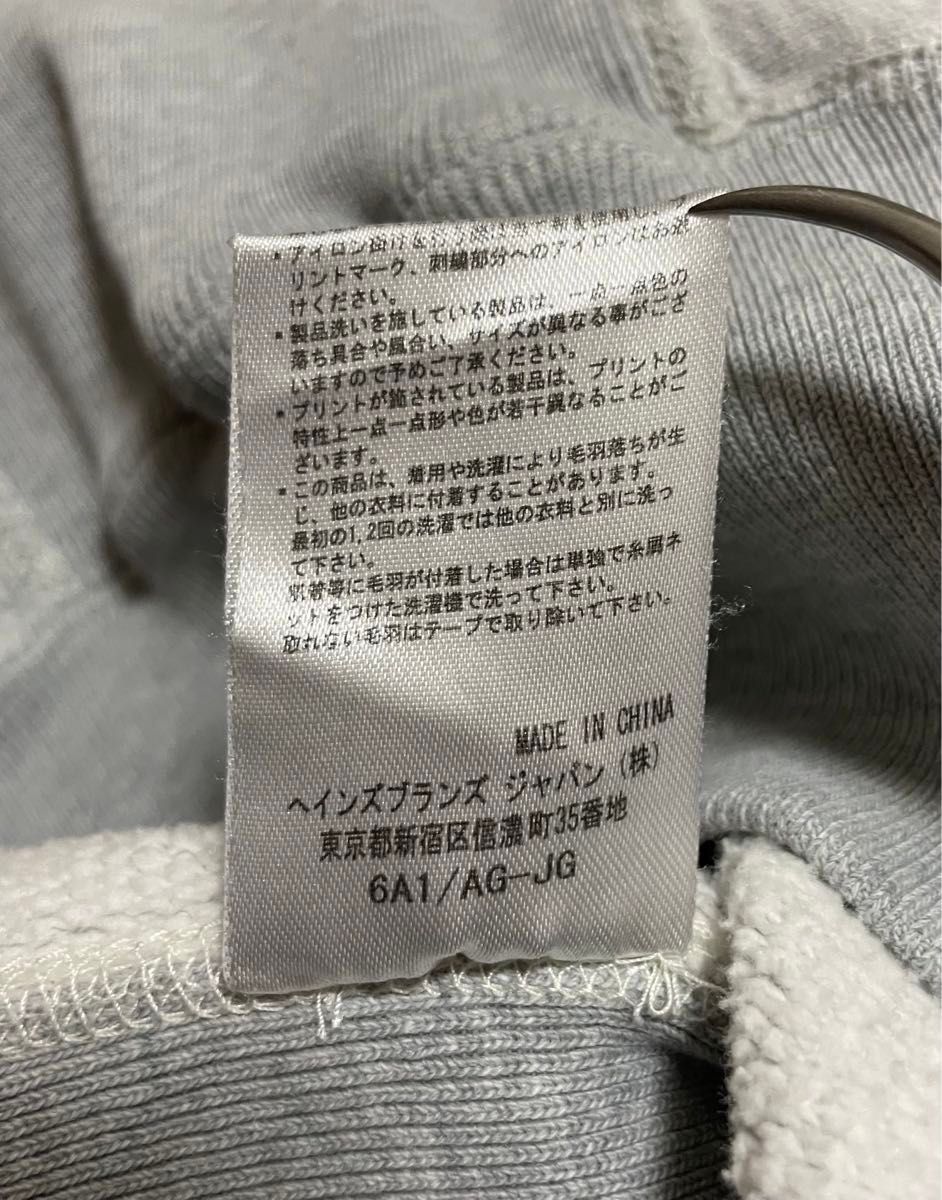 ・アイロン掛け
リントマーク、刺繍部分へのアイロンはお避
けください。
・製品洗いを施している製品は、一点一点色の
落ち具合や風合い、サイズが異なる事がござ
いますので予めご了承ください。
・プリントが施されている製品は、プリントの
特性上一点一点形や色が若干異なることがご
ざいます。
・この商品は、着用や洗濯により毛羽落ちが生
じ、他の衣料に付着することがあります。
最初の1,2回の洗濯では他の衣料と別に洗っ
て下さい。
着等に毛羽が付着した場合は単独で糸屑ネ
ットをつけた洗濯機で洗って下さい。
取れない毛羽はテープで取り除いて下さい。
MADE IN CHINA
ヘインズブランズ ジャパン(株)
東京都新宿区信濃町35番地
6A1/AG-JG